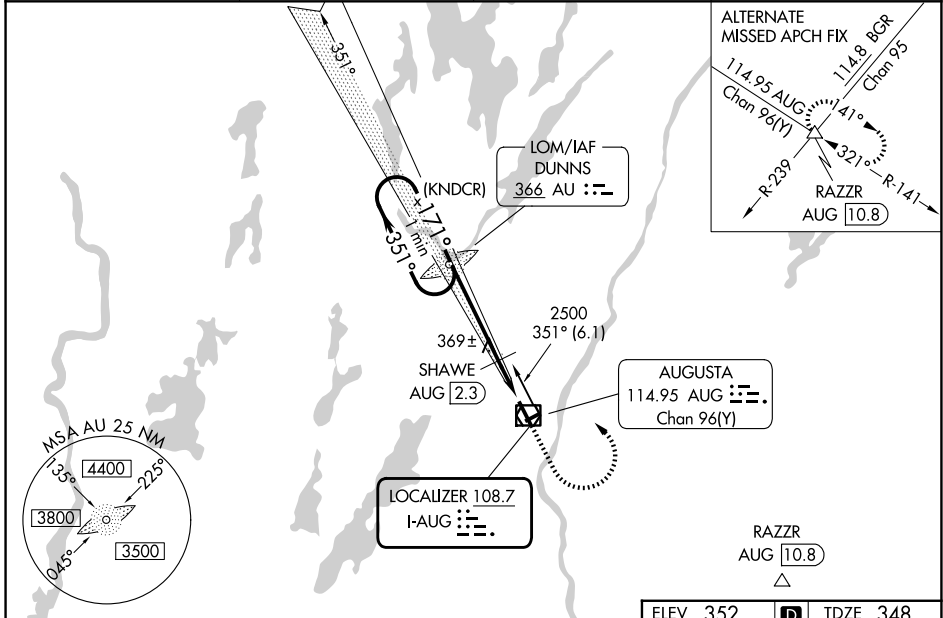 ALTERNATE
MISSED APCH FIX
114.8 BGR
Chan 95
114.95 AUG
Chan 96(Y)
141°
321°
R-141
R-239
RAZZR
AUG 10.8
351°
LOM/IAF
DUNNS
366 AU
(KNDCR)
171°
1 min
351°
2500
351° (6.1)
369±
SHAWE
AUG 2.3
AUGUSTA
114.95 AUG
Chan 96(Y)
MSA AU 25 NM
135°
4400
225°
3800
3500
045°
LOCALIZER 108.7
I-AUG
RAZZR
AUG 10.8
ELEV 352 D TDZE 348